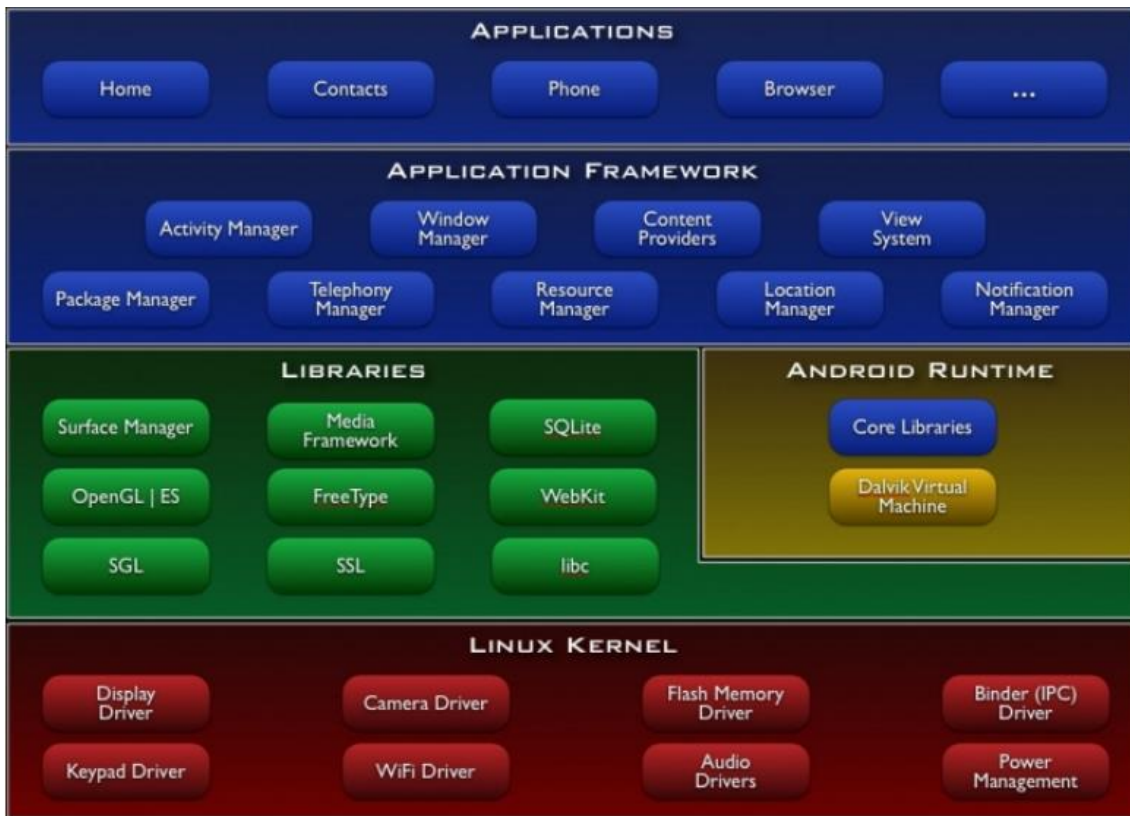 APPLICATIONS
Home
Contacts
Phone
Browser
...
APPLICATION FRAMEWORK
Activity Manager
Window
Manager
Content
Providers
View
System
Package Manager
Telephony
Manager
Resource
Manager
Location
Manager
Notification
Manager
LIBRARIES
Surface Manager
Media
Framework
SQLite
OpenGL | ES
FreeType
WebKit
SGL
SSL
libc
ANDROID RUNTIME
Core Libraries
Dalvik Virtual
Machine
LINUX KERNEL
Display
Driver
Camera Driver
Flash Memory
Driver
Binder (IPC)
Driver
Keypad Driver
WiFi Driver
Audio
Drivers
Power
Management